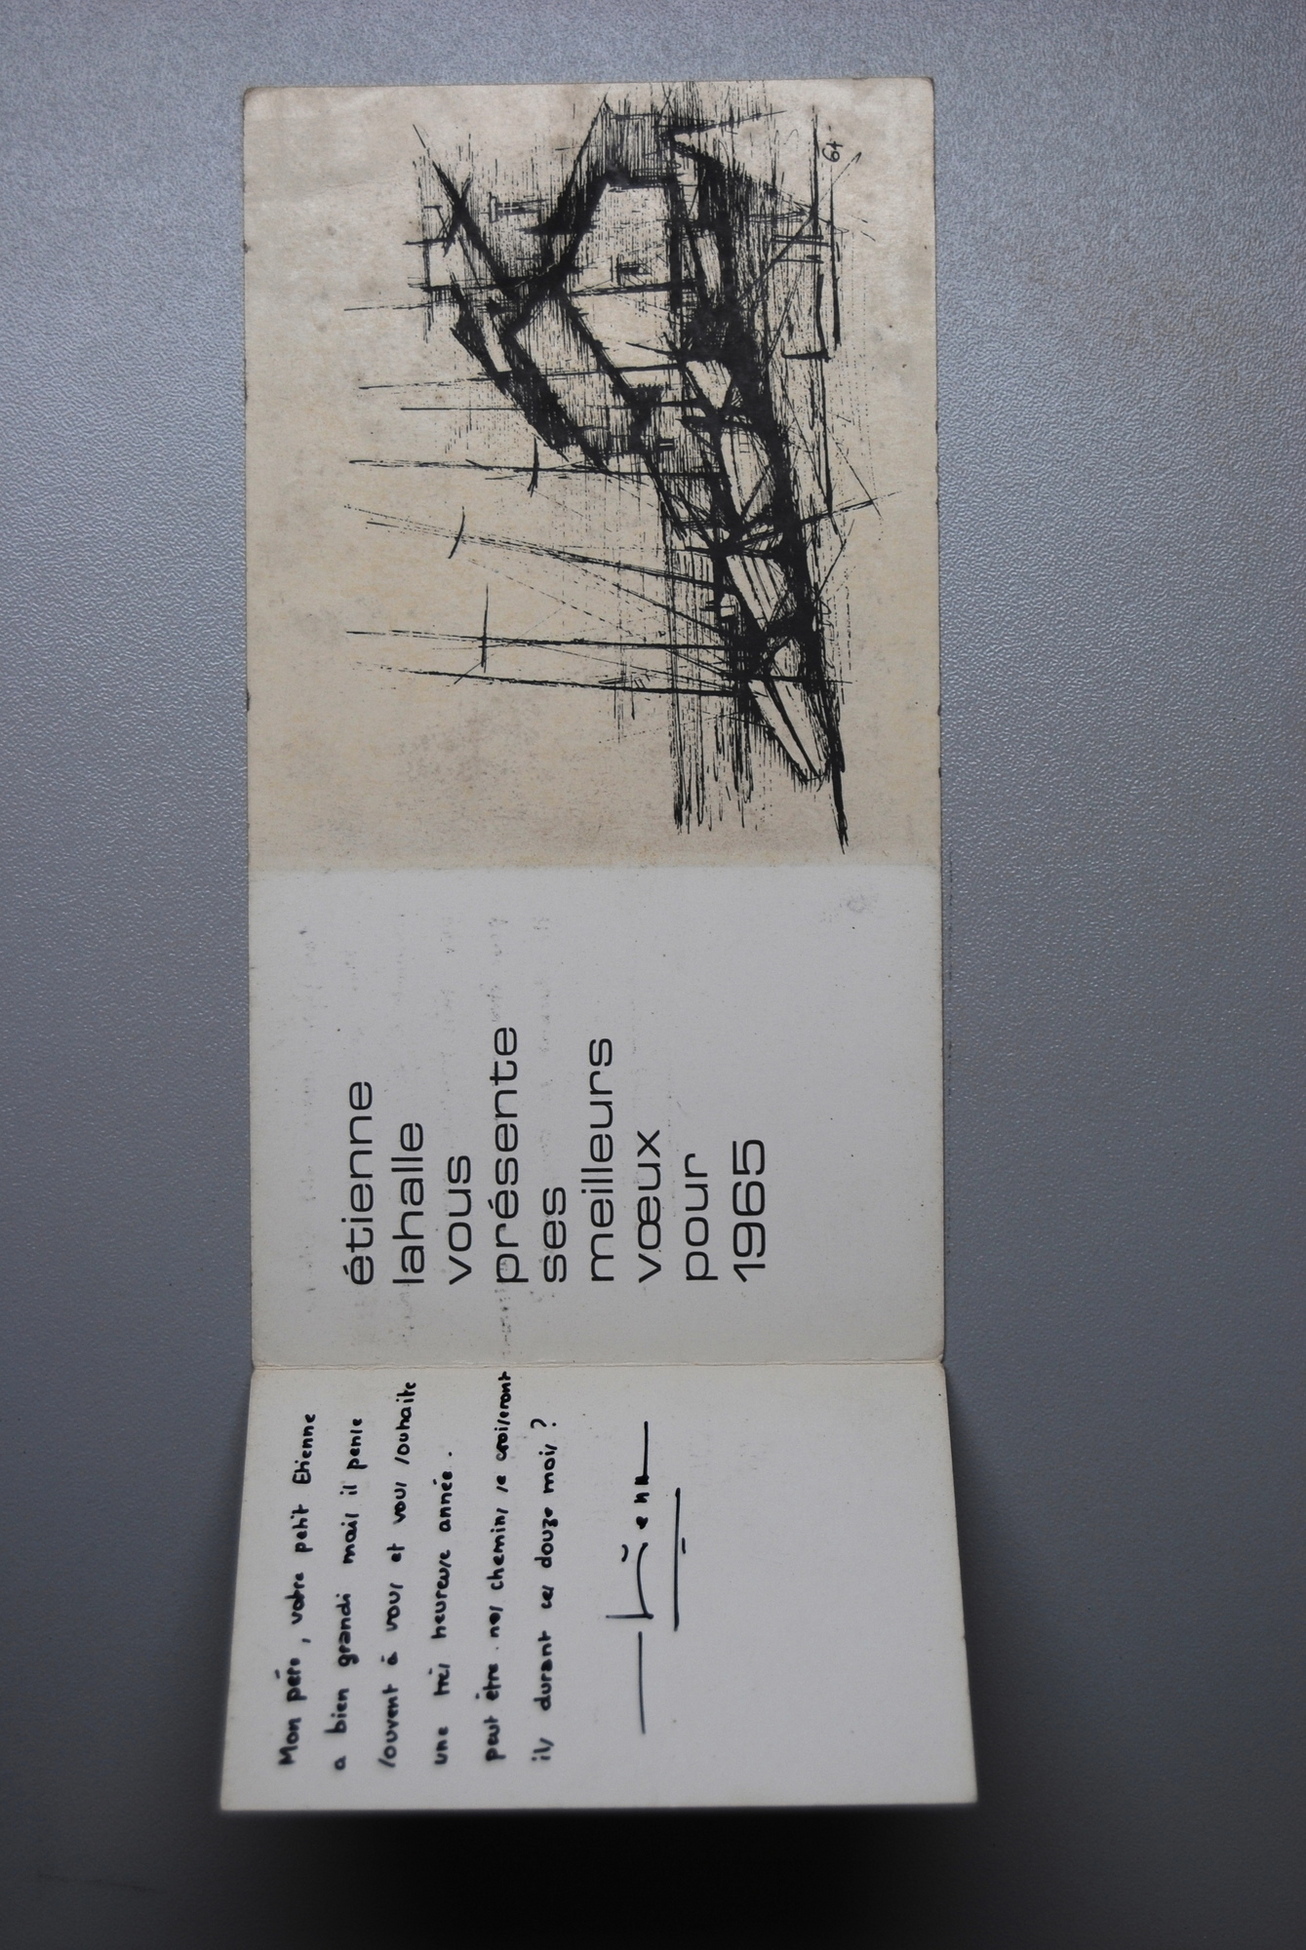 Mon père, votre petit Etienne
a bien grandi mais il pense
souvent à vous et vous souhaite
une très heureuse année.
peut être nos chemins se croiseront
ils durant ces douze mois ?
étienne
lahalle
vous
présente
ses
meilleurs
vœux
pour
1965
64